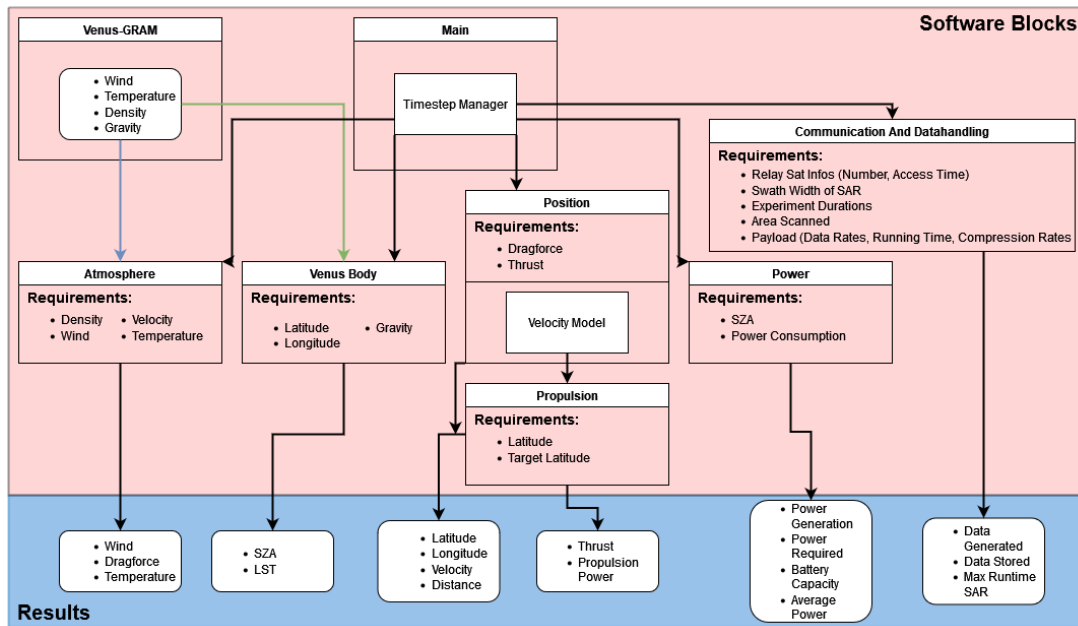 Software Blocks
Venus-GRAM
Wind
Temperature
Density
Gravity
Main
Timestep Manager
Communication And Datahandling
Requirements:
Relay Sat Infos (Number, Access Time)
Swath Width of SAR
Experiment Durations
Area Scanned
Payload (Data Rates, Running Time, Compression Rates
Position
Requirements:
Dragforce
Thrust
Velocity Model
Atmosphere
Requirements:
Density
Wind
Velocity
Temperature
Venus Body
Requirements:
Latitude
Longitude
Gravity
Power
Requirements:
SZA
Power Consumption
Propulsion
Requirements:
Latitude
Target Latitude
Wind
Dragforce
Temperature
SZA
LST
Latitude
Longitude
Velocity
Distance
Thrust
Propulsion
Power
Power
Generation
Power
Required
Battery
Capacity
Average
Power
Data
Generated
Data Stored
Max Runtime
SAR
Results